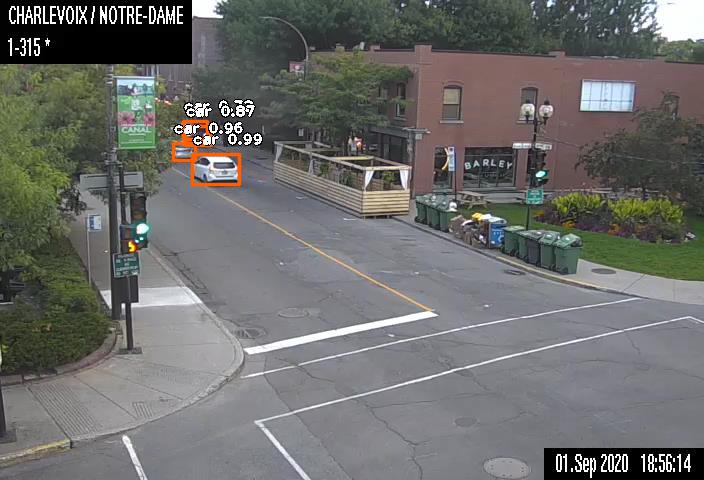 CHARLEVOIX / NOTRE-DAME
1-315 *
car 0.87
car 0.96
car 0.99
CANAL
BARLEY
01.Sep 2020 18:56:14